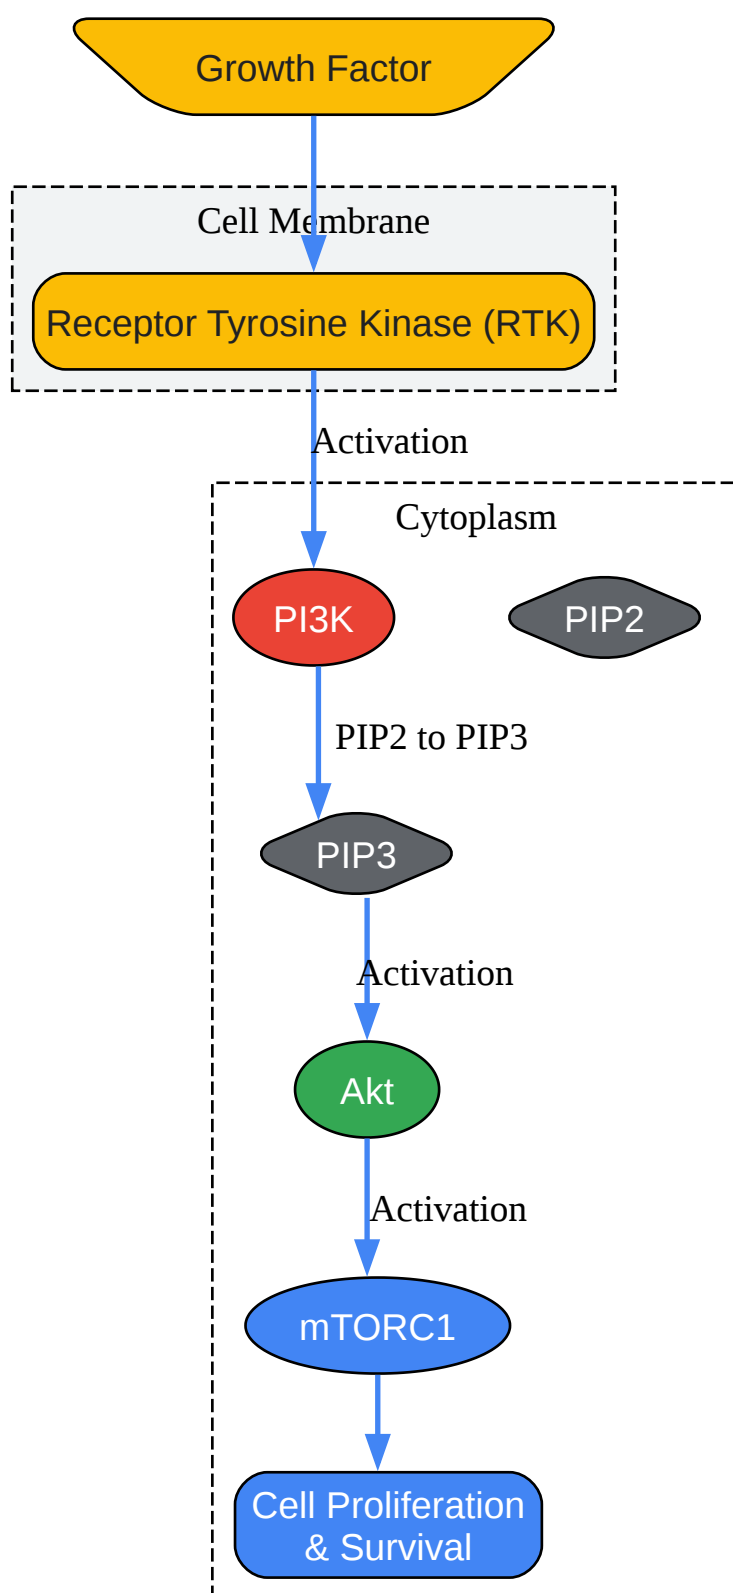 Growth Factor
Cell Membrane
Receptor Tyrosine Kinase (RTK)
Activation
Cytoplasm
PI3K
PIP2
PIP2 to PIP3
PIP3
Activation
Akt
Activation
mTORC1
Cell Proliferation
& Survival